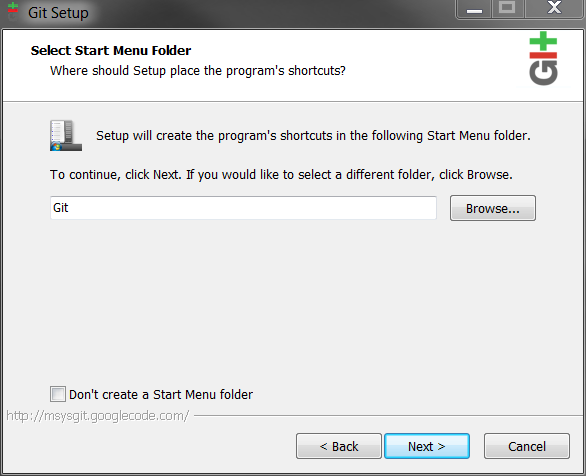 Git Setup
Select Start Menu Folder
Where should Setup place the program's shortcuts?
GIT
Setup will create the program's shortcuts in the following Start Menu folder.
To continue, click Next. If you would like to select a different folder, click Browse.
Git
Browse...
Don't create a Start Menu folder
http://msysgit.googlecode.com/
< Back
Next >
Cancel